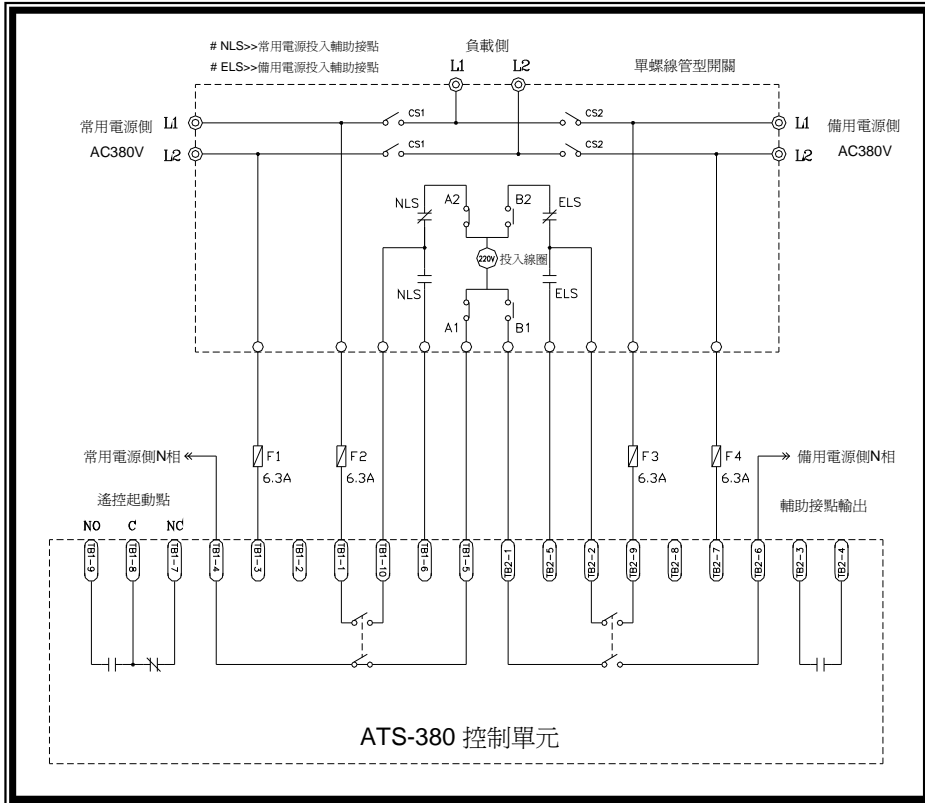 # NLS>>常用電源投入輔助接點
# ELS>>備用電源投入輔助接點
負載側
L1 L2
單螺線管型開關
常用電源側
AC380V
L1
L2
CS1
CS1
CS2
CS2
L1
L2
備用電源側
AC380V
NLS A2 B2 ELS
220V 投入線圈
NLS ELS
A1 B1
常用電源側N相
F1
6.3A
F2
6.3A
F3
6.3A
F4
6.3A
備用電源側N相
遙控起動點
NO C NC
輔助接點輸出
TB1-9 TB1-8 TB1-7 TB1-4 TB1-3 TB1-2 TB1-1 TB1-10 TB1-6 TB1-5 TB2-1 TB2-5 TB2-2 TB2-9 TB2-8 TB2-7 TB2-6 TB2-3 TB2-4
ATS-380 控制單元